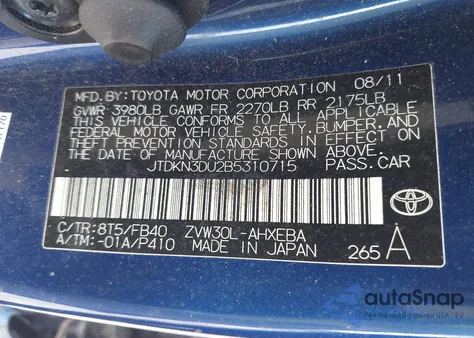 MFD.BY:TOYOTA MOTOR CORPORATION 08/11
GVWR 3980LB GAWR FR 2270LB RR 2175LB
THIS VEHICLE CONFORMS TO ALL APPLICABLE
FEDERAL MOTOR VEHICLE SAFETY, BUMPER, AND
THEFT PREVENTION STANDARDS IN EFFECT ON
THE DATE OF MANUFACTURE SHOWN ABOVE.
JTDKN3DU2B5310715 PASS.CAR
C/TR:8T5/FB40 ZVW30L-AHXEBA
A/TM:-01A/P410 MADE IN JAPAN
TOYOTA
265 A
autoSnap